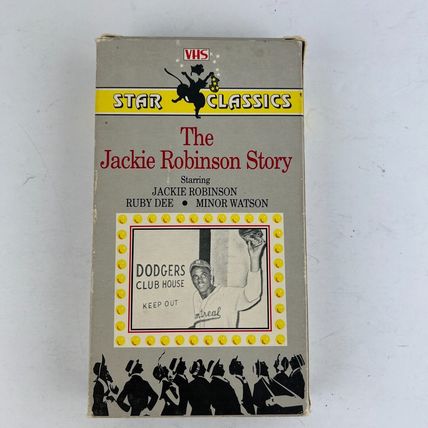 VHS
STAR CLASSICS
The
Jackie Robinson Story
Starring
JACKIE ROBINSON
RUBY DEE • MINOR WATSON
DODGERS
CLUB HOUSE
KEEP OUT
ntreal